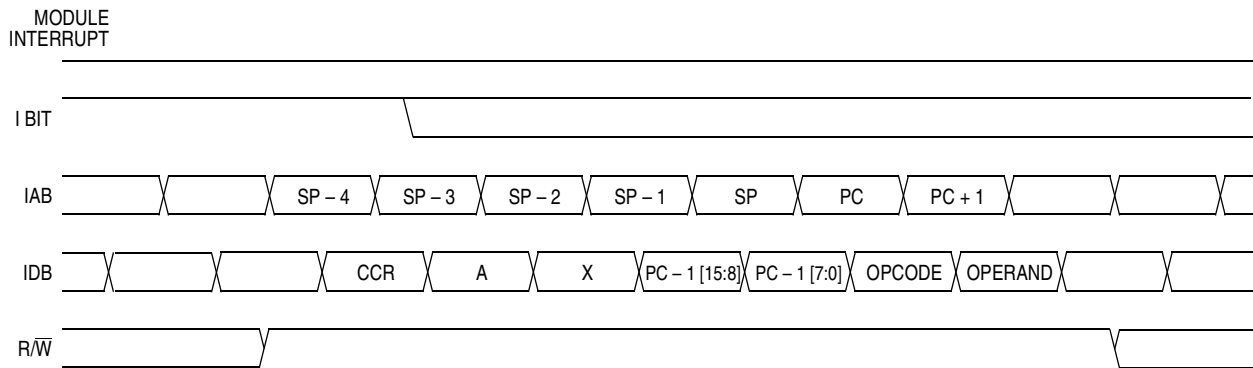 MODULE
INTERRUPT
I BIT
IAB SP – 4 SP – 3 SP – 2 SP – 1 SP PC PC + 1
IDB CCR A X PC – 1 [15:8] PC – 1 [7:0] OPCODE OPERAND
R/W̅